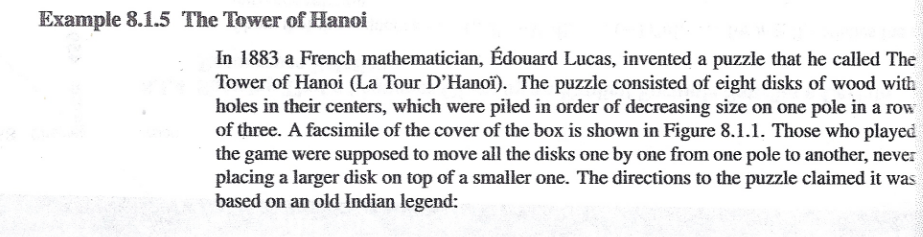 Example 8.1.5 The Tower of Hanoi
In 1883 a French mathematician, Édouard Lucas, invented a puzzle that he called The
Tower of Hanoi (La Tour D'Hanoï). The puzzle consisted of eight disks of wood with
holes in their centers, which were piled in order of decreasing size on one pole in a row
of three. A facsimile of the cover of the box is shown in Figure 8.1.1. Those who played
the game were supposed to move all the disks one by one from one pole to another, never
placing a larger disk on top of a smaller one. The directions to the puzzle claimed it was
based on an old Indian legend: